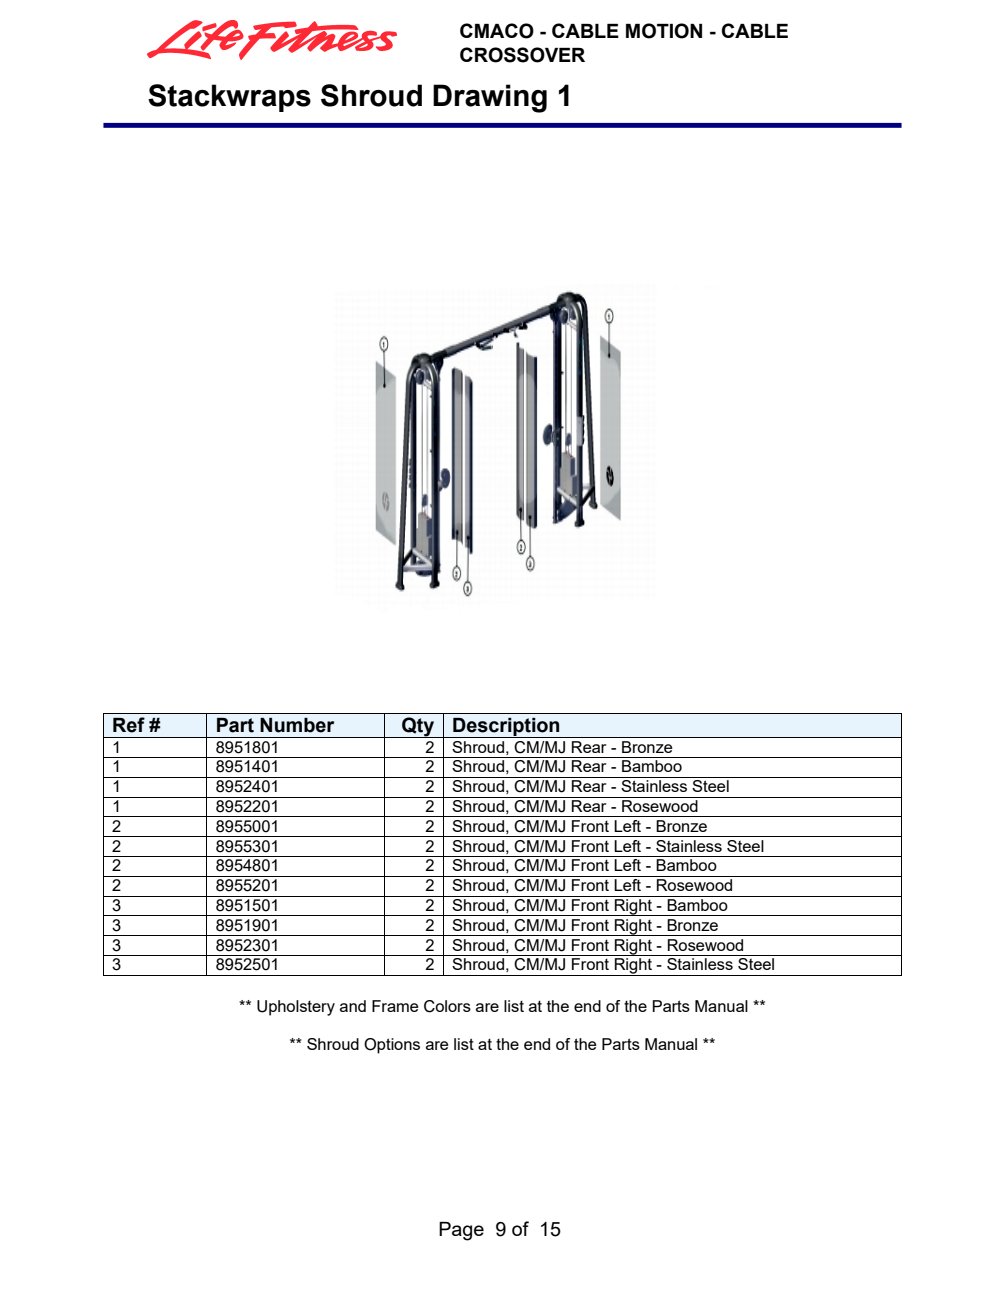 Life Fitness
CMACO - CABLE MOTION - CABLE
CROSSOVER
Stackwraps Shroud Drawing 1
1
1
2
3
2
3
Ref # Part Number Qty Description
1 8951801 2 Shroud, CM/MJ Rear - Bronze
1 8951401 2 Shroud, CM/MJ Rear - Bamboo
1 8952401 2 Shroud, CM/MJ Rear - Stainless Steel
1 8952201 2 Shroud, CM/MJ Rear - Rosewood
2 8955001 2 Shroud, CM/MJ Front Left - Bronze
2 8955301 2 Shroud, CM/MJ Front Left - Stainless Steel
2 8954801 2 Shroud, CM/MJ Front Left - Bamboo
2 8955201 2 Shroud, CM/MJ Front Left - Rosewood
3 8951501 2 Shroud, CM/MJ Front Right - Bamboo
3 8951901 2 Shroud, CM/MJ Front Right - Bronze
3 8952301 2 Shroud, CM/MJ Front Right - Rosewood
3 8952501 2 Shroud, CM/MJ Front Right - Stainless Steel
** Upholstery and Frame Colors are list at the end of the Parts Manual **
** Shroud Options are list at the end of the Parts Manual **
Page 9 of 15